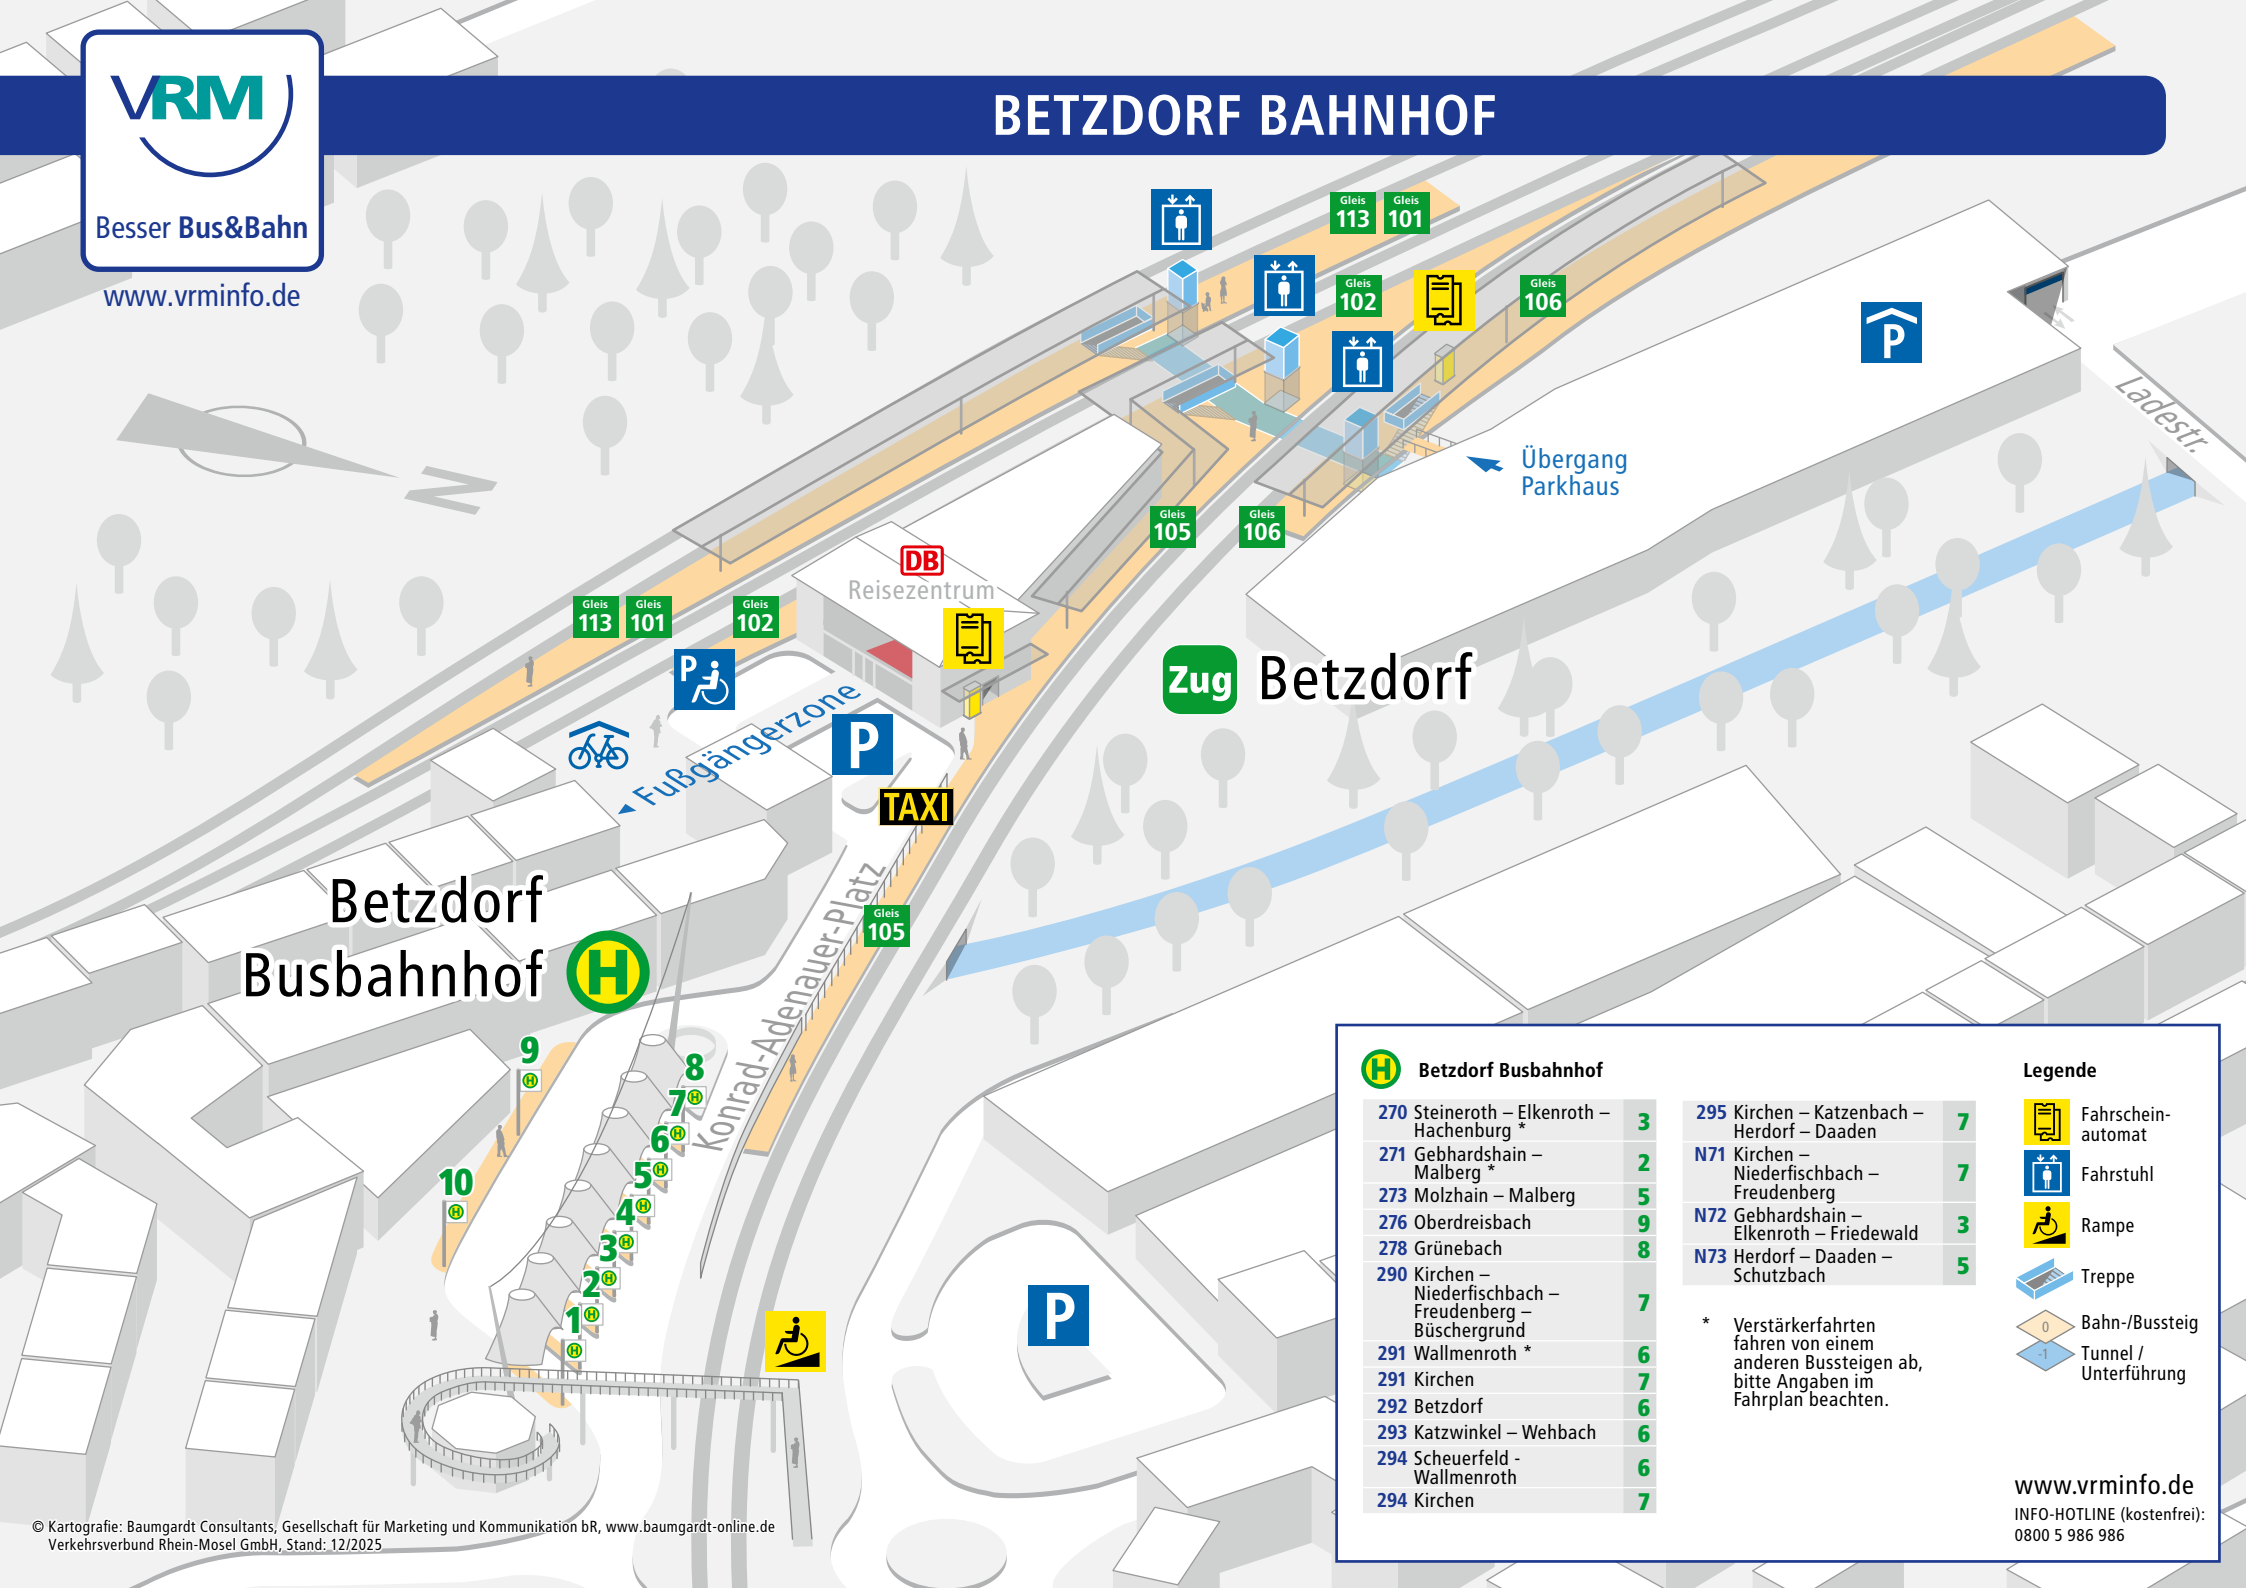 VRM
Besser Bus&Bahn
www.vrminfo.de
BETZDORF BAHNHOF
Gleis 113
Gleis 101
Gleis 102
Gleis 106
P
Ladestr.
Übergang
Parkhaus
N
Gleis 105
Gleis 106
DB
Reisezentrum
Gleis 113
Gleis 101
Gleis 102
P
Fußgängerzone
P
TAXI
Zug Betzdorf
Konrad-Adenauer-Platz
Gleis 105
Betzdorf
Busbahnhof
H
9
H
10
H
8
H
7
H
6
H
5
H
4
H
3
H
2
H
1
H
P
H Betzdorf Busbahnhof
270 Steineroth – Elkenroth –
Hachenburg * 3
271 Gebhardshain –
Malberg * 2
273 Molzhain – Malberg 5
276 Oberdreisbach 9
278 Grünebach 8
290 Kirchen –
Niederfischbach –
Freudenberg –
Büschergrund 7
291 Wallmenroth * 6
291 Kirchen 7
292 Betzdorf 6
293 Katzwinkel – Wehbach 6
294 Scheuerfeld -
Wallmenroth 6
294 Kirchen 7
295 Kirchen – Katzenbach –
Herdorf – Daaden 7
N71 Kirchen –
Niederfischbach –
Freudenberg 7
N72 Gebhardshain –
Elkenroth – Friedewald 3
N73 Herdorf – Daaden –
Schutzbach 5
* Verstärkerfahrten
fahren von einem
anderen Bussteigen ab,
bitte Angaben im
Fahrplan beachten.
Legende
Fahrschein-
automat
Fahrstuhl
Rampe
Treppe
0 Bahn-/Bussteig
-1 Tunnel /
Unterführung
www.vrminfo.de
INFO-HOTLINE (kostenfrei):
0800 5 986 986
© Kartografie: Baumgardt Consultants, Gesellschaft für Marketing und Kommunikation bR, www.baumgardt-online.de
Verkehrsverbund Rhein-Mosel GmbH, Stand: 12/2025